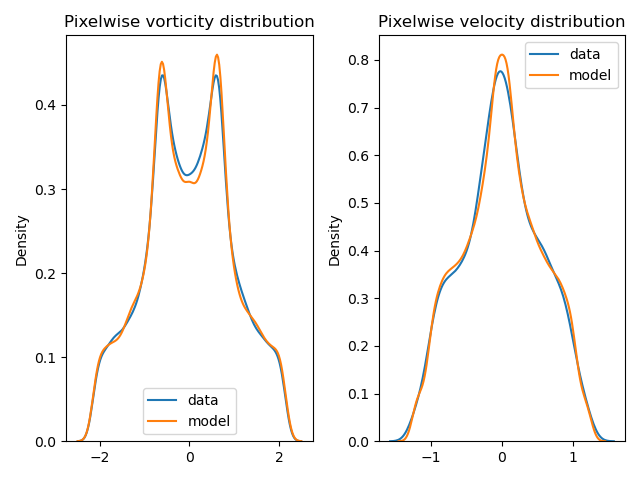 Pixelwise vorticity distribution
Density
0.4
0.3
0.2
0.1
0.0
−2
0
2
data
model
Pixelwise velocity distribution
Density
0.8
0.7
0.6
0.5
0.4
0.3
0.2
0.1
0.0
−1
0
1
data
model